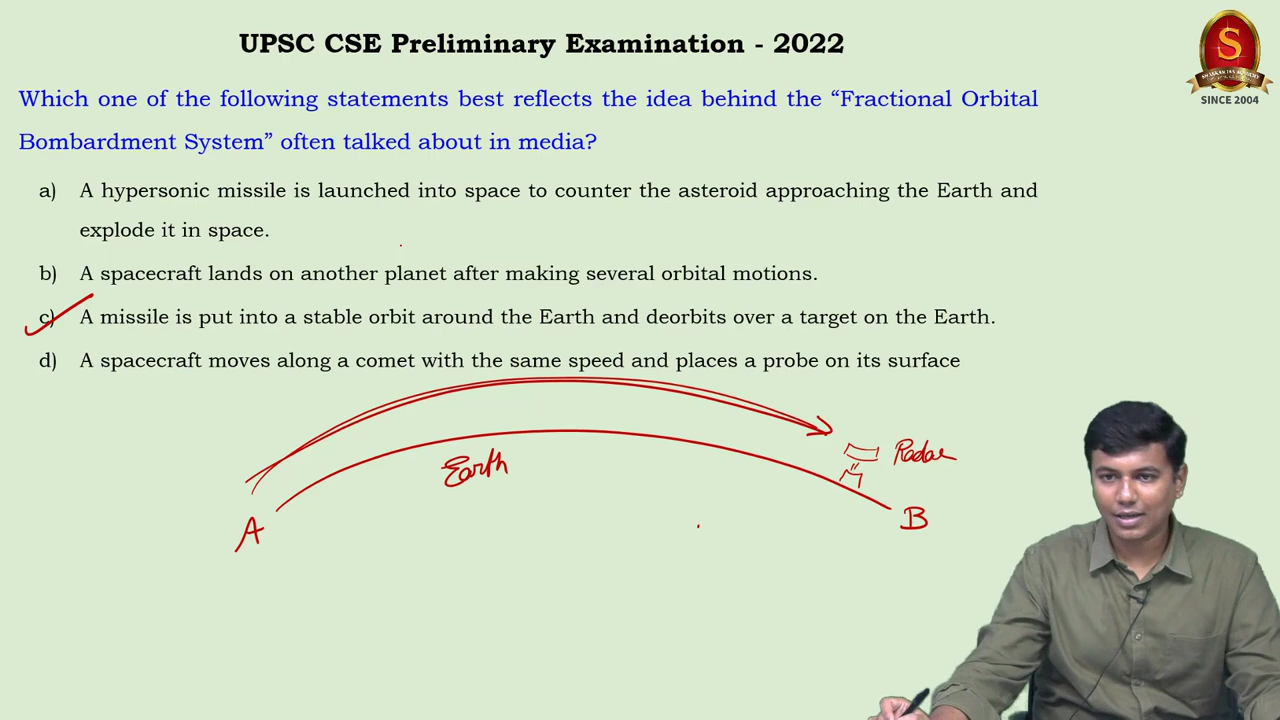 UPSC CSE Preliminary Examination - 2022
S
SINCE 2004
Which one of the following statements best reflects the idea behind the “Fractional Orbital
Bombardment System” often talked about in media?
a) A hypersonic missile is launched into space to counter the asteroid approaching the Earth and
explode it in space.
b) A spacecraft lands on another planet after making several orbital motions.
c) A missile is put into a stable orbit around the Earth and deorbits over a target on the Earth.
d) A spacecraft moves along a comet with the same speed and places a probe on its surface
Earth
Radar
A
B